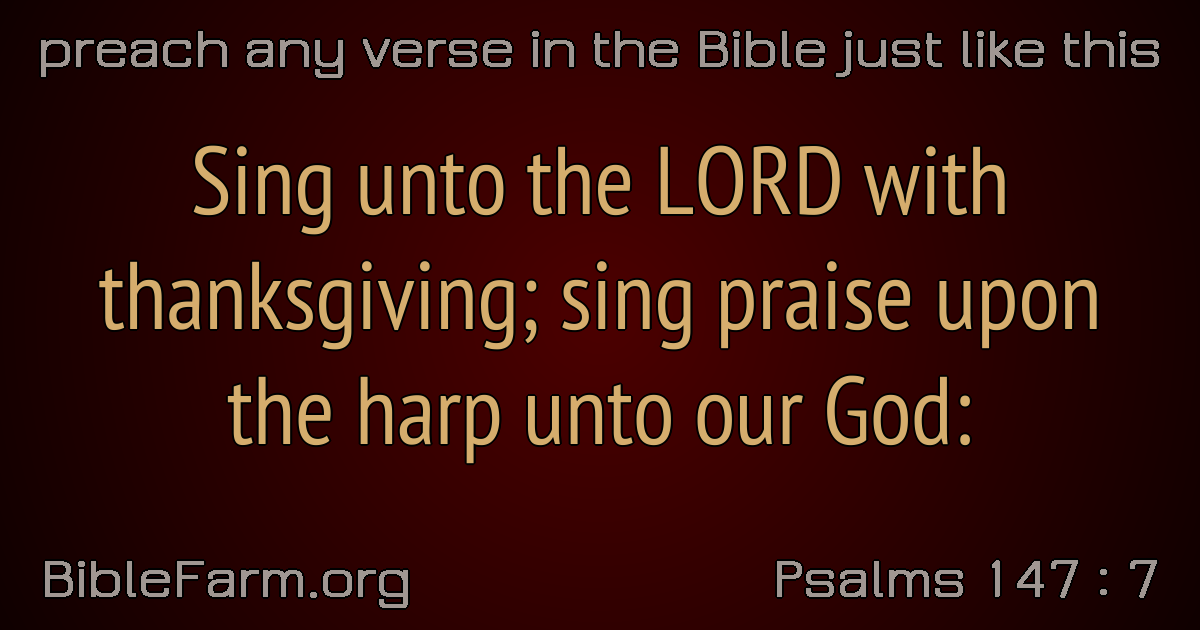 preach any verse in the Bible just like this
Sing unto the LORD with
thanksgiving; sing praise upon
the harp unto our God:
BibleFarm.org
Psalms 147 : 7